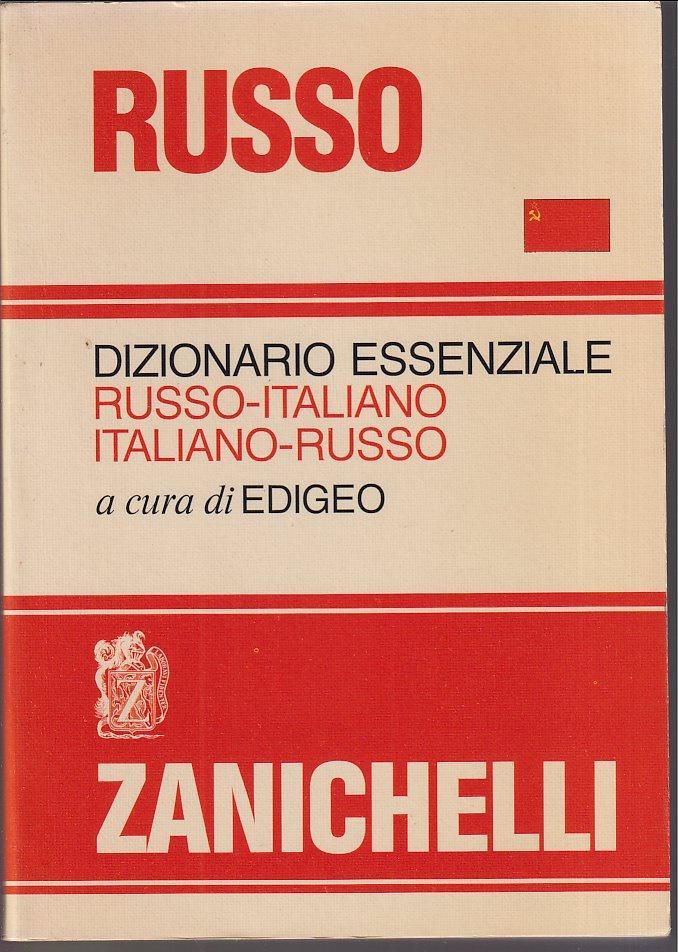 RUSSO
DIZIONARIO ESSENZIALE
RUSSO-ITALIANO
ITALIANO-RUSSO
a cura di EDIGEO
Z
ZANICHELLI